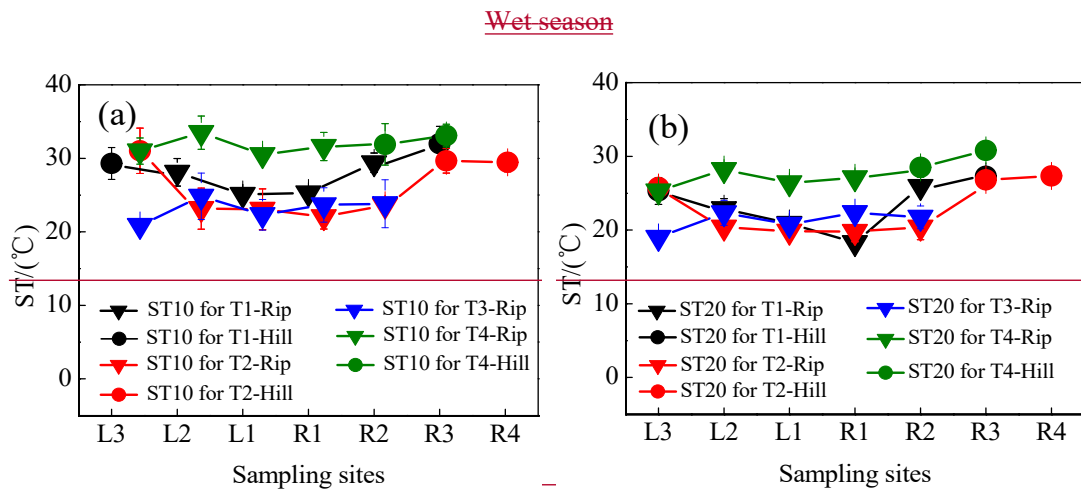 Wet season
(a)
40
30
20
10
0
ST/(℃)
ST10 for T1-Rip
ST10 for T1-Hill
ST10 for T2-Rip
ST10 for T2-Hill
ST10 for T3-Rip
ST10 for T4-Rip
ST10 for T4-Hill
L3 L2 L1 R1 R2 R3 R4
Sampling sites
(b)
40
30
20
10
0
ST/(℃)
ST20 for T1-Rip
ST20 for T1-Hill
ST20 for T2-Rip
ST20 for T2-Hill
ST20 for T3-Rip
ST20 for T4-Rip
ST20 for T4-Hill
L3 L2 L1 R1 R2 R3 R4
Sampling sites